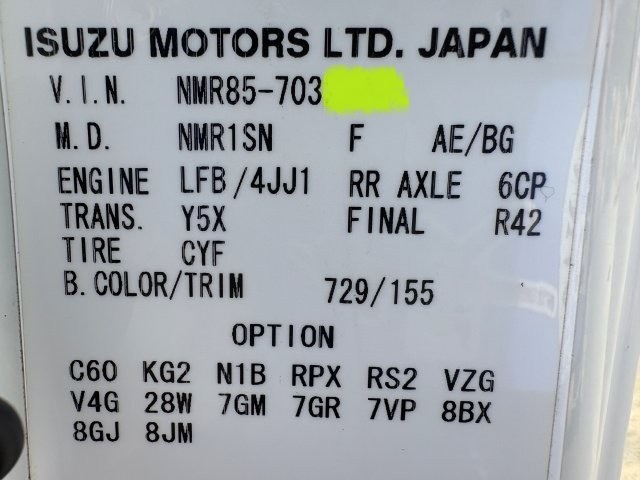 ISUZU MOTORS LTD. JAPAN
V.I.N. NMR85-703
M.D. NMR1SN F AE/BG
ENGINE LFB/4JJ1 RR AXLE 6CP
TRANS. Y5X FINAL R42
TIRE CYF
B.COLOR/TRIM 729/155
OPTION
C60 KG2 N1B RPX RS2 VZG
V4G 28W 7GM 7GR 7VP 8BX
8GJ 8JM